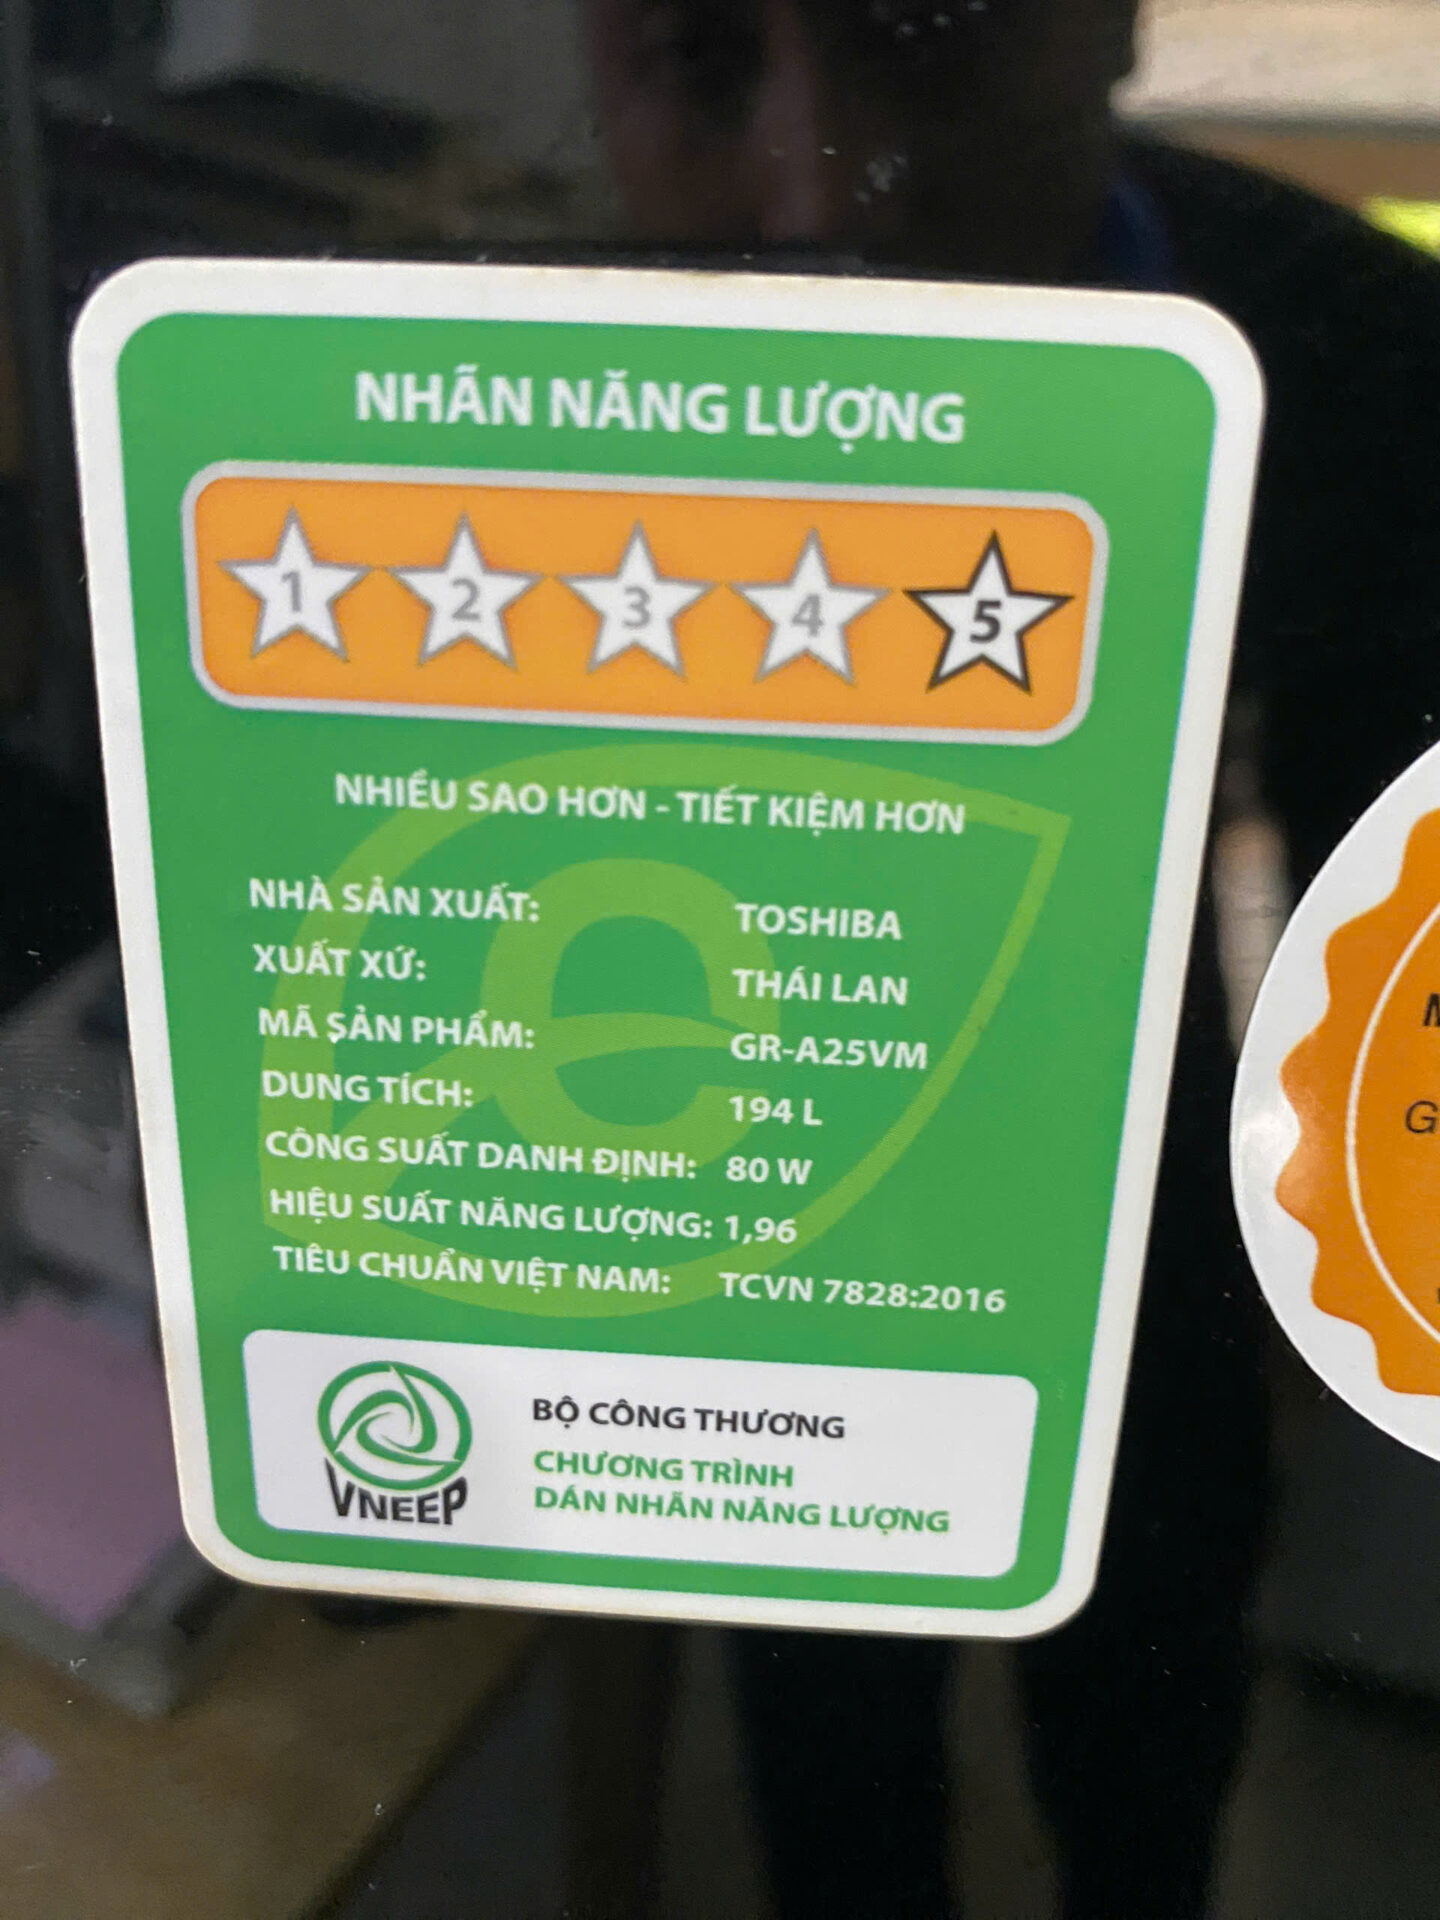 NHÃN NĂNG LƯỢNG
1 2 3 4 5
NHIỀU SAO HƠN - TIẾT KIỆM HƠN
NHÀ SẢN XUẤT: TOSHIBA
XUẤT XỨ: THÁI LAN
MÃ SẢN PHẨM: GR-A25VM
DUNG TÍCH: 194 L
CÔNG SUẤT DANH ĐỊNH: 80 W
HIỆU SUẤT NĂNG LƯỢNG: 1,96
TIÊU CHUẨN VIỆT NAM: TCVN 7828:2016
VNEEP
BỘ CÔNG THƯƠNG
CHƯƠNG TRÌNH
DÁN NHÃN NĂNG LƯỢNG